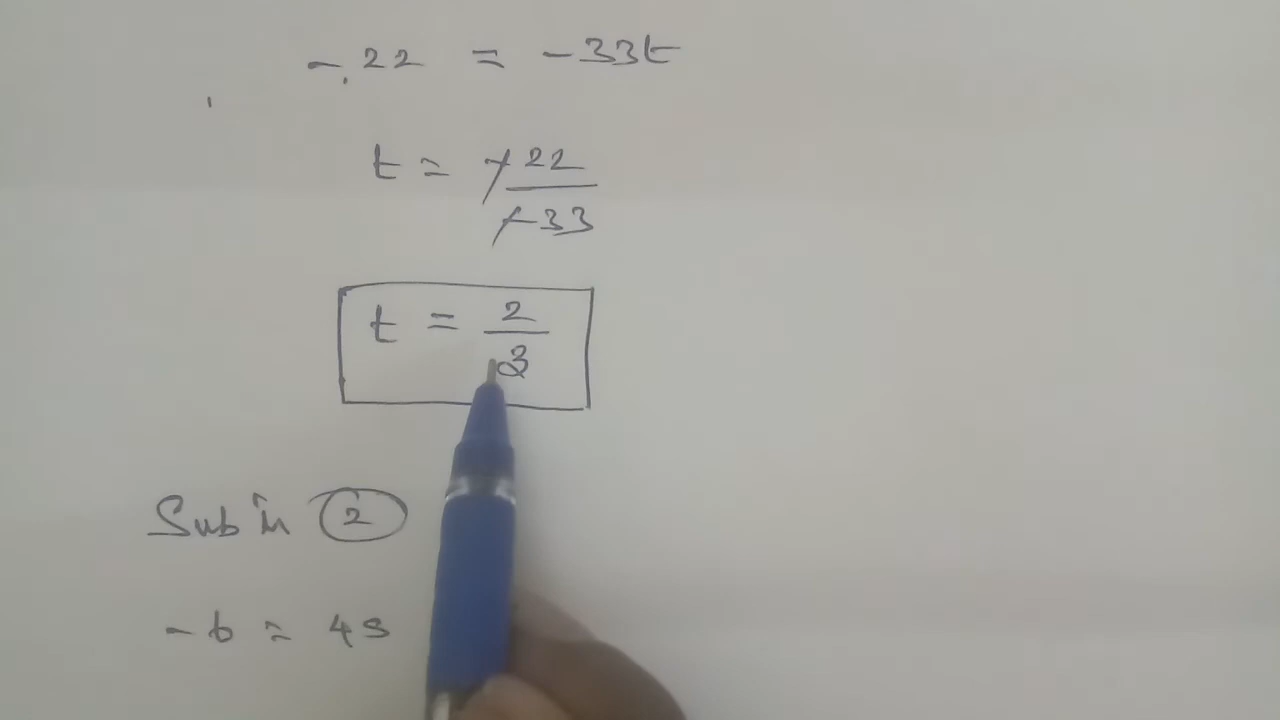 -.22 = -33t
t = -22/-33
t = 2/3
Sub in 2
-6 = 4s